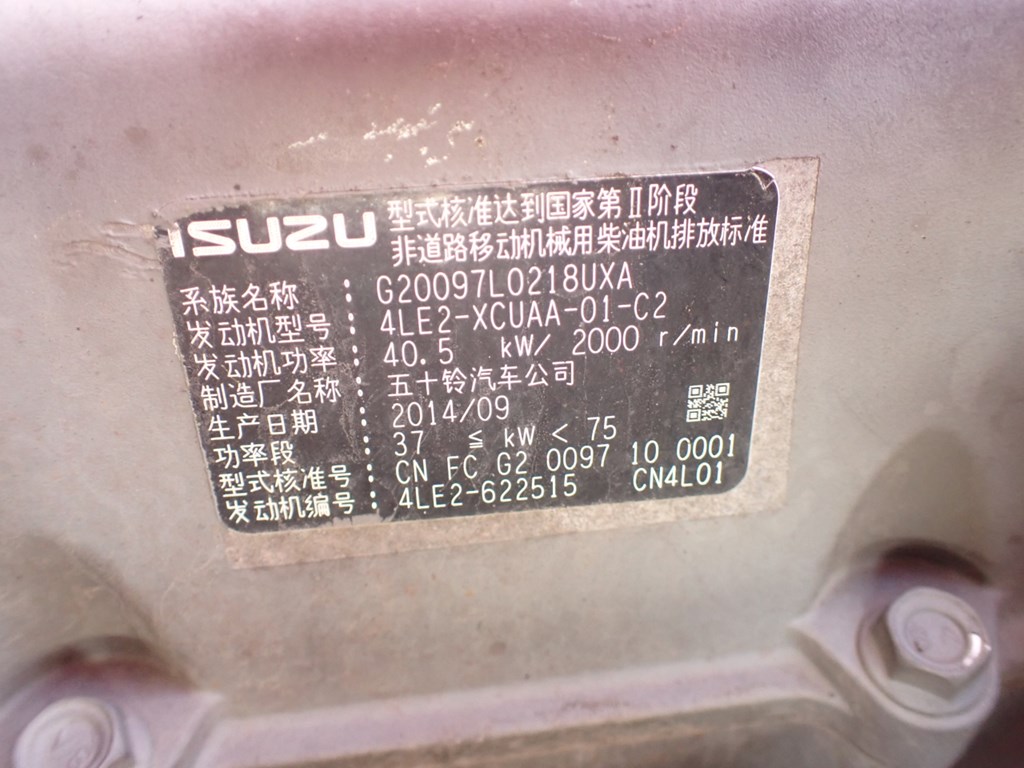 ISUZU 型式核准达到国家第Ⅱ阶段
非道路移动机械用柴油机排放标准
系族名称 : G20097L0218UXA
发动机型号 : 4LE2-XCUAA-01-C2
发动机功率 : 40.5 kW/ 2000 r/min
制造厂名称 : 五十铃汽车公司
生产日期 : 2014/09
功率段 : 37 ≦ kW < 75
型式核准号 : CN FC G2 0097 10 0001
发动机编号 : 4LE2-622515 CN4L01